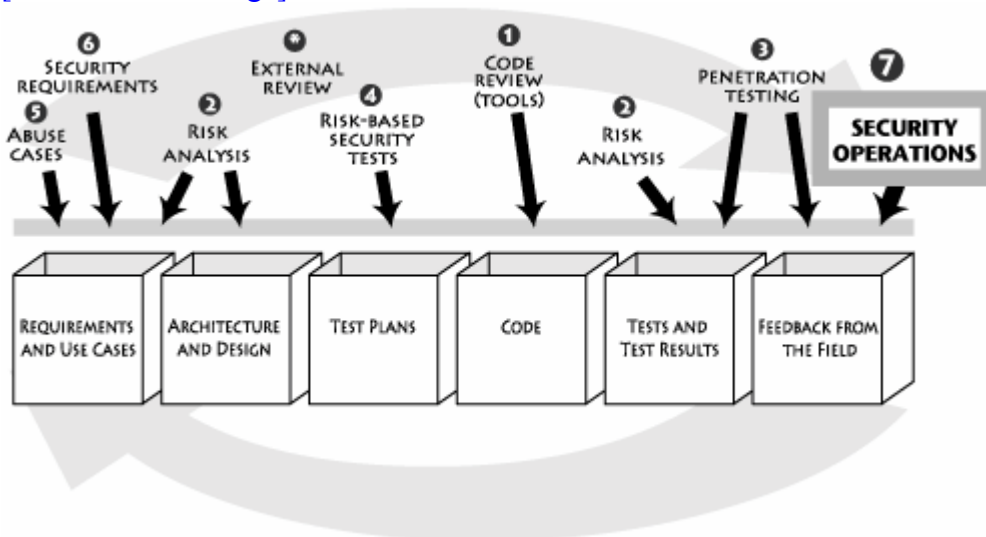 6
SECURITY
REQUIREMENTS
5
ABUSE
CASES
2
RISK
ANALYSIS
*
EXTERNAL
REVIEW
4
RISK-BASED
SECURITY
TESTS
1
CODE
REVIEW
(TOOLS)
2
RISK
ANALYSIS
3
PENETRATION
TESTING
7
SECURITY
OPERATIONS
REQUIREMENTS
AND USE CASES
ARCHITECTURE
AND DESIGN
TEST PLANS
CODE
TESTS AND
TEST RESULTS
FEEDBACK FROM
THE FIELD